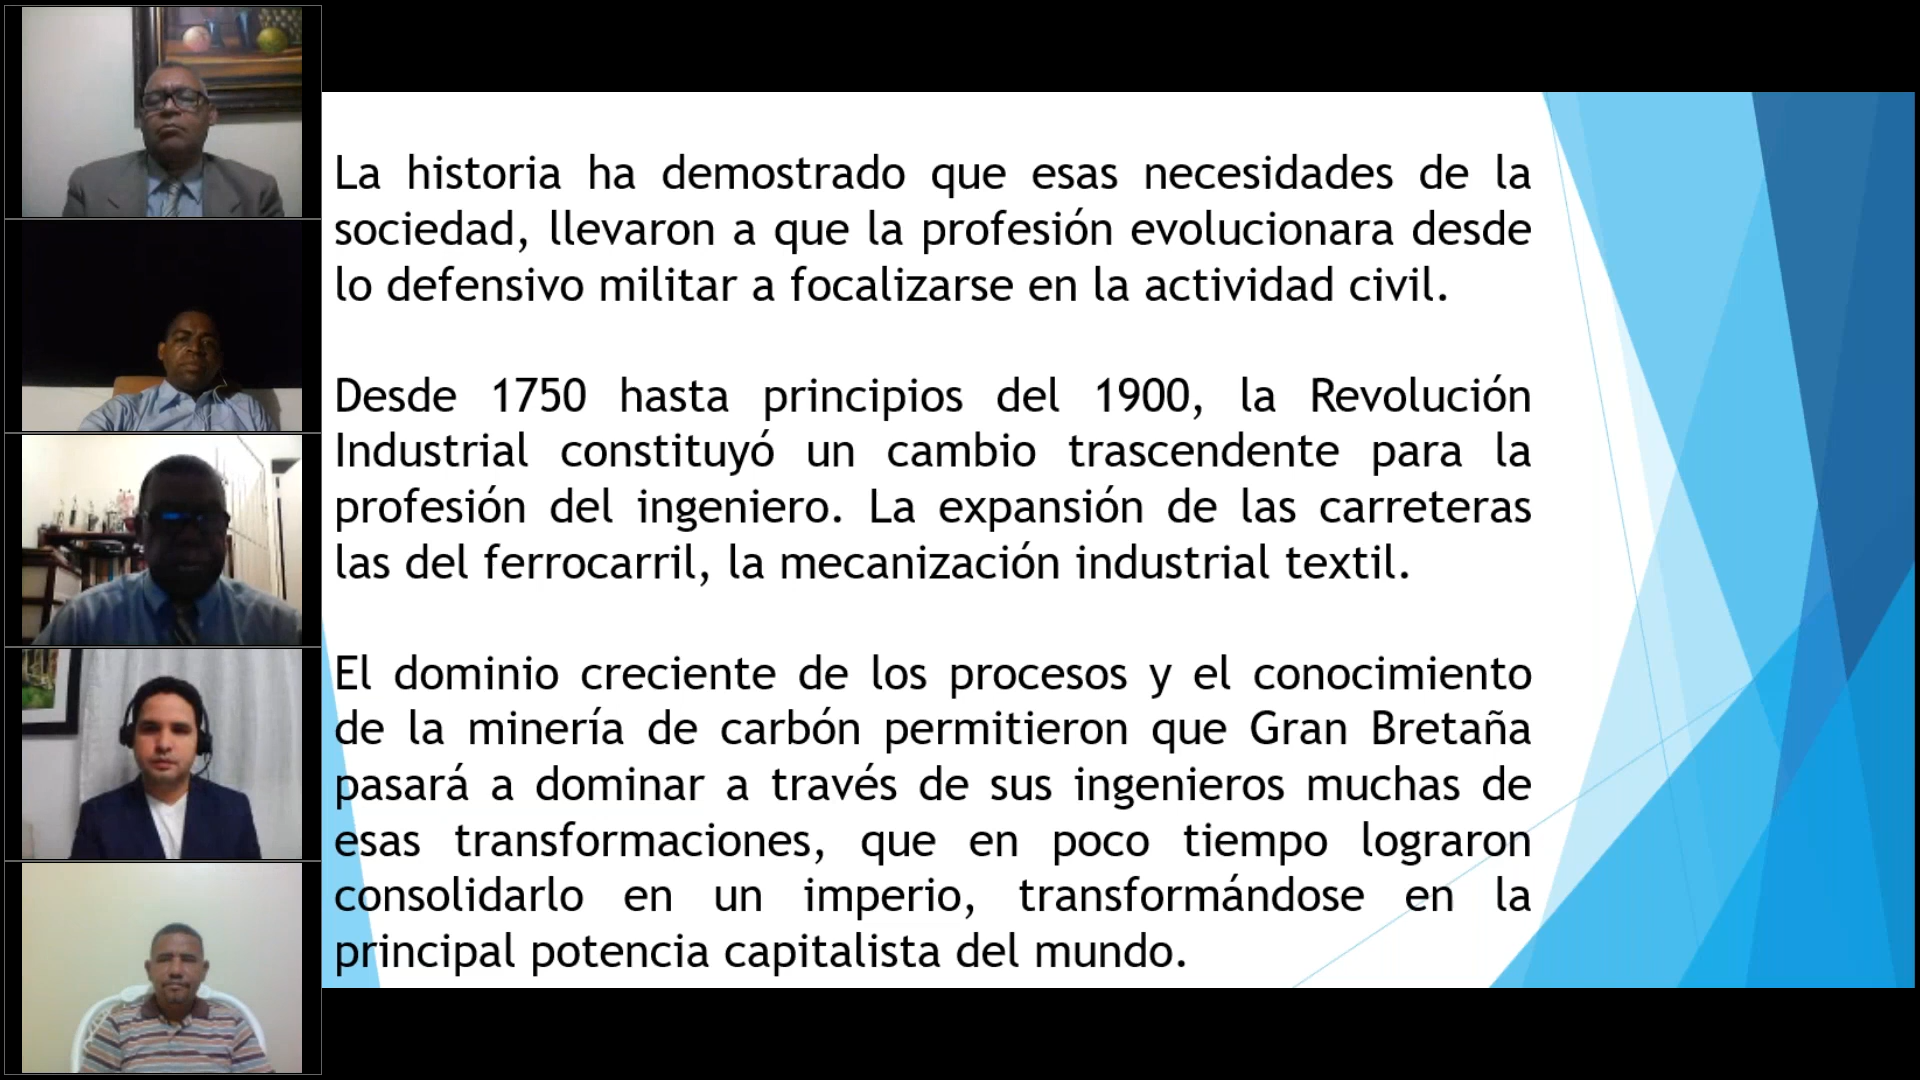 La historia ha demostrado que esas necesidades de la
sociedad, llevaron a que la profesión evolucionara desde
lo defensivo militar a focalizarse en la actividad civil.
Desde 1750 hasta principios del 1900, la Revolución
Industrial constituyó un cambio trascendente para la
profesión del ingeniero. La expansión de las carreteras
las del ferrocarril, la mecanización industrial textil.
El dominio creciente de los procesos y el conocimiento
de la minería de carbón permitieron que Gran Bretaña
pasará a dominar a través de sus ingenieros muchas de
esas transformaciones, que en poco tiempo lograron
consolidarlo en un imperio, transformándose en la
principal potencia capitalista del mundo.